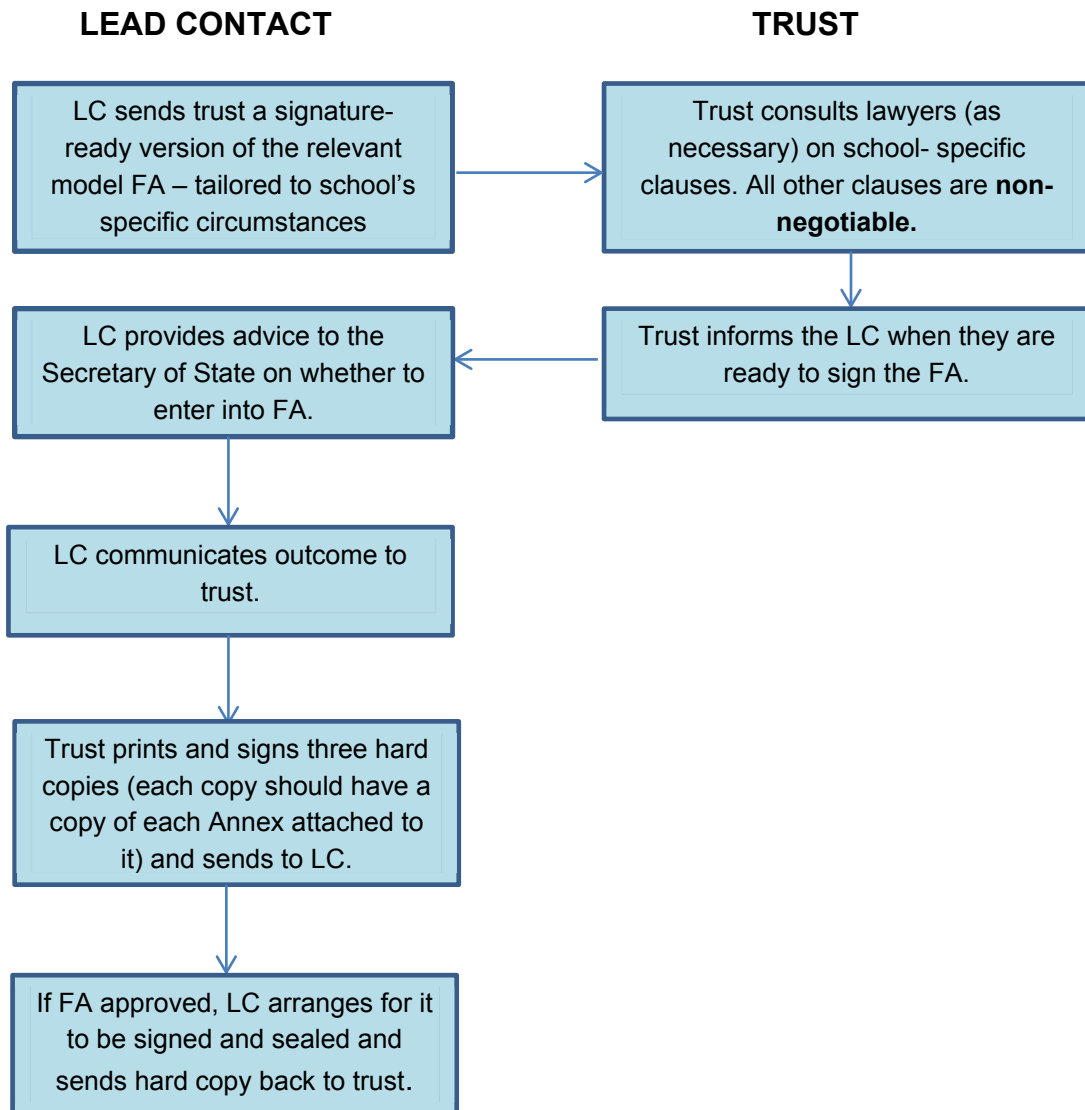 LEAD CONTACT
TRUST
LC sends trust a signature-
ready version of the relevant
model FA – tailored to school’s
specific circumstances
Trust consults lawyers (as
necessary) on school- specific
clauses. All other clauses are non-
negotiable.
Trust informs the LC when they are
ready to sign the FA.
LC provides advice to the
Secretary of State on whether to
enter into FA.
LC communicates outcome to
trust.
Trust prints and signs three hard
copies (each copy should have a
copy of each Annex attached to
it) and sends to LC.
If FA approved, LC arranges for it
to be signed and sealed and
sends hard copy back to trust.